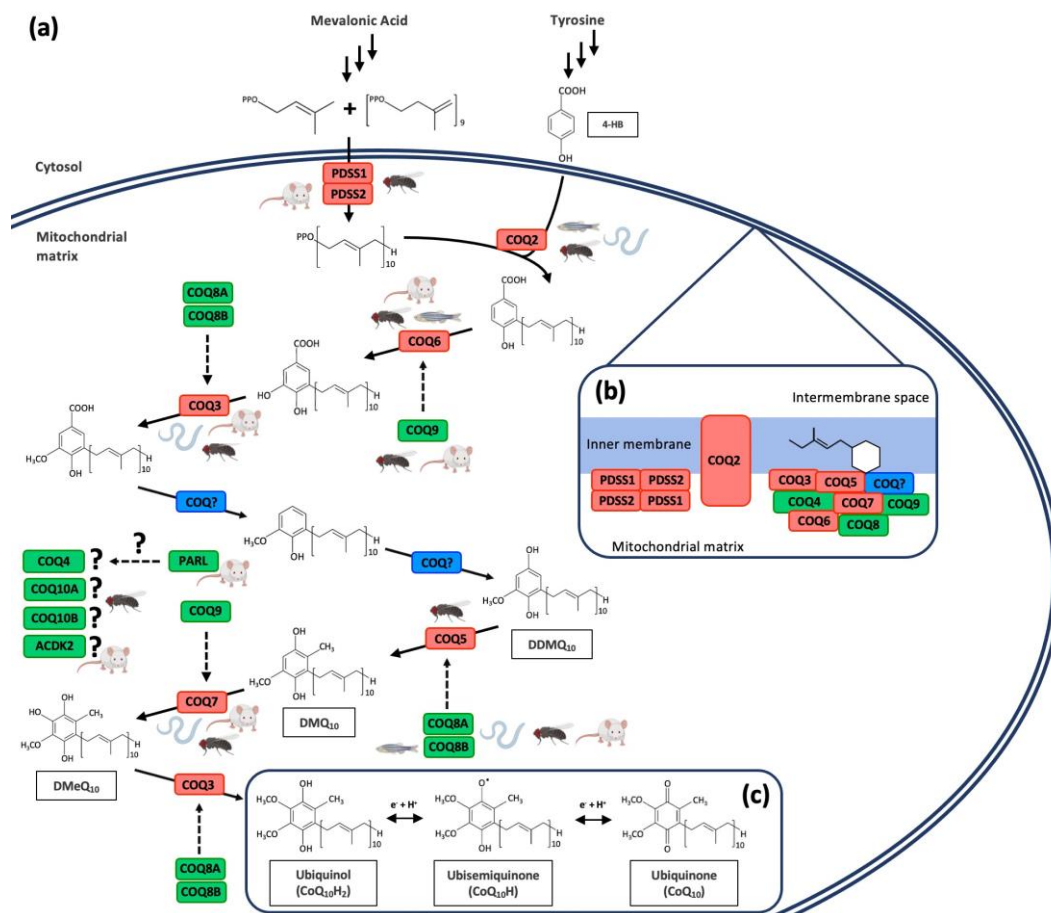 (a)
Mevalonic Acid
Tyrosine
PPO
+
PPO
9
COOH
OH
4-HB
Cytosol
PDSS1
PDSS2
Mitochondrial
matrix
PPO
H
10
COQ2
COQ8A
COQ8B
COQ6
COOH
OH
H
10
COOH
HO
OH
H
10
COQ3
COQ9
COOH
H₃CO
OH
H
10
COQ?
H₃CO
OH
H
10
COQ?
OH
H₃CO
OH
H
10
DDMQ₁₀
(b)
Intermembrane space
Inner membrane
COQ2
PDSS1 PDSS2
PDSS2 PDSS1
COQ3 COQ5 COQ?
COQ4 COQ7 COQ9
COQ6 COQ8
Mitochondrial matrix
?
COQ4 ? PARL
COQ10A ?
COQ10B ?
ACDK2 ?
COQ9
COQ5
OH
CH₃
H₃CO
OH
H
10
DMQ₁₀
COQ8A
COQ8B
COQ7
OH
HO
CH₃
H₃CO
OH
H
10
DMeQ₁₀
COQ3
COQ8A
COQ8B
(c)
OH
H₃CO
CH₃
H₃CO
OH
H
10
e⁻ + H⁺
O•
H₃CO
CH₃
H₃CO
OH
H
10
e⁻ + H⁺
O
H₃CO
CH₃
H₃CO
O
H
10
Ubiquinol
(CoQ₁₀H₂)
Ubisemiquinone
(CoQ₁₀H)
Ubiquinone
(CoQ₁₀)